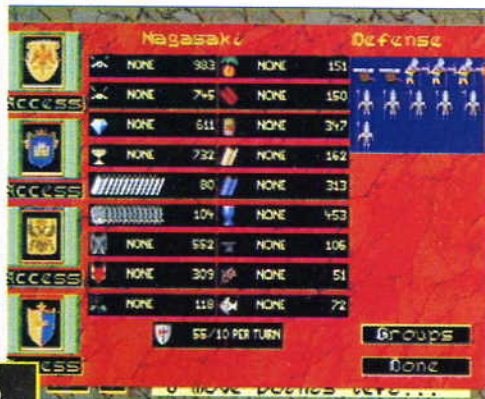 Nagasaki Defense
NONE 983 NONE 151
Access
NONE 745 NONE 150
NONE 611 NONE 347
NONE 732 NONE 162
Access
80 NONE 313
104 NONE 453
NONE 552 NONE 106
Access
NONE 309 NONE 51
NONE 118 NONE 72
55/10 PER TURN
Groups
Done